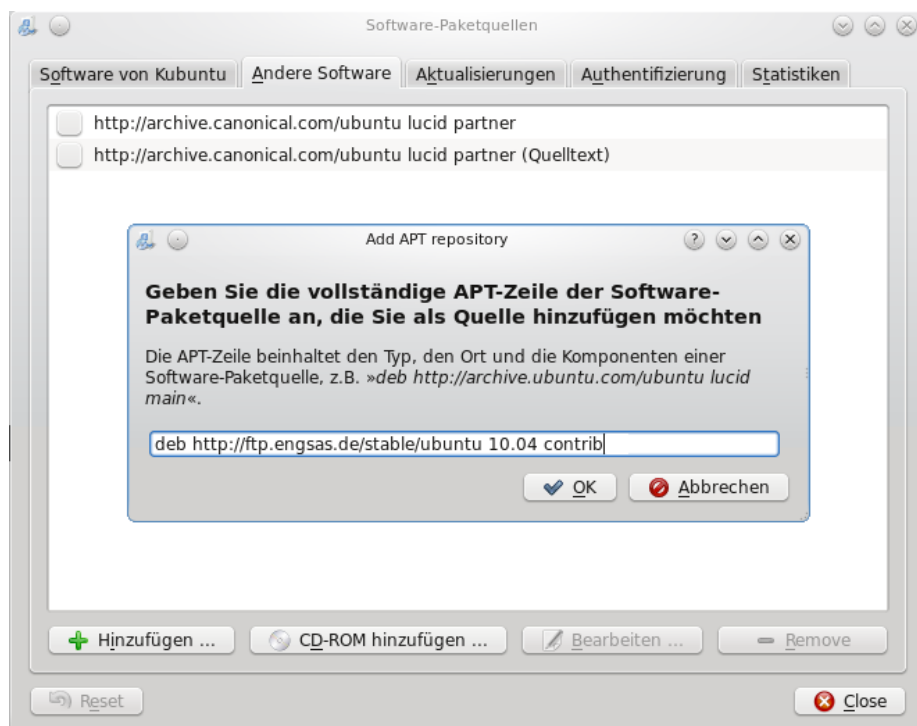 Software-Paketquellen
Software von Kubuntu Andere Software Aktualisierungen Authentifizierung Statistiken
http://archive.canonical.com/ubuntu lucid partner
http://archive.canonical.com/ubuntu lucid partner (Quelltext)
Add APT repository
Geben Sie die vollständige APT-Zeile der Software-
Paketquelle an, die Sie als Quelle hinzufügen möchten
Die APT-Zeile beinhaltet den Typ, den Ort und die Komponenten einer
Software-Paketquelle, z.B. »deb http://archive.ubuntu.com/ubuntu lucid
main«.
deb http://ftp.engsas.de/stable/ubuntu 10.04 contrib
OK Abbrechen
Hinzufügen ... CD-ROM hinzufügen ... Bearbeiten ... Remove
Reset Close